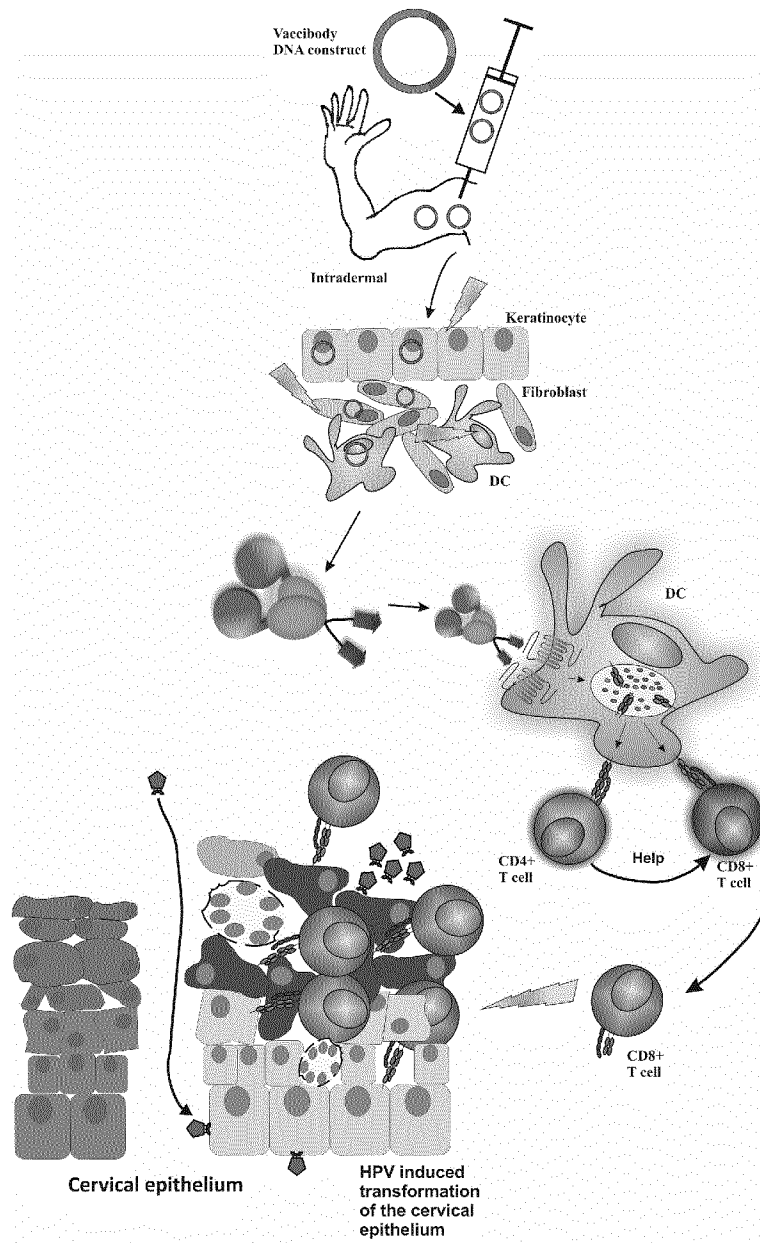 Vaccibody
DNA construct
Intradermal
Keratinocyte
Fibroblast
DC
DC
CD4+
T cell
Help
CD8+
T cell
CD8+
T cell
Cervical epithelium
HPV induced
transformation
of the cervical
epithelium